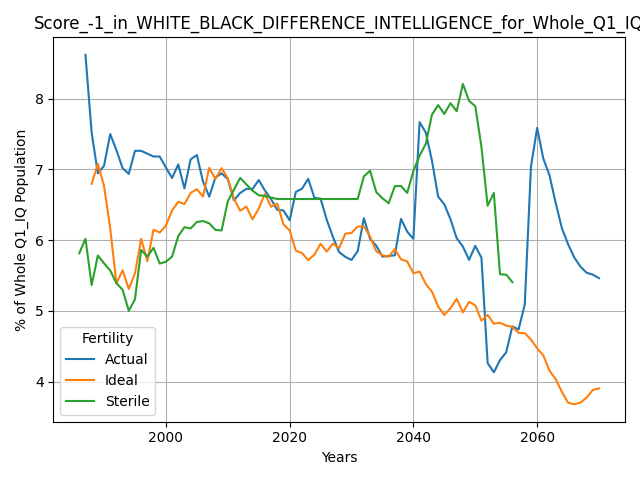 Score_-1_in_WHITE_BLACK_DIFFERENCE_INTELLIGENCE_for_Whole_Q1_IQ
% of Whole Q1_IQ Population
8
7
6
5
4
Fertility
Actual
Ideal
Sterile
2000 2020 2040 2060
Years